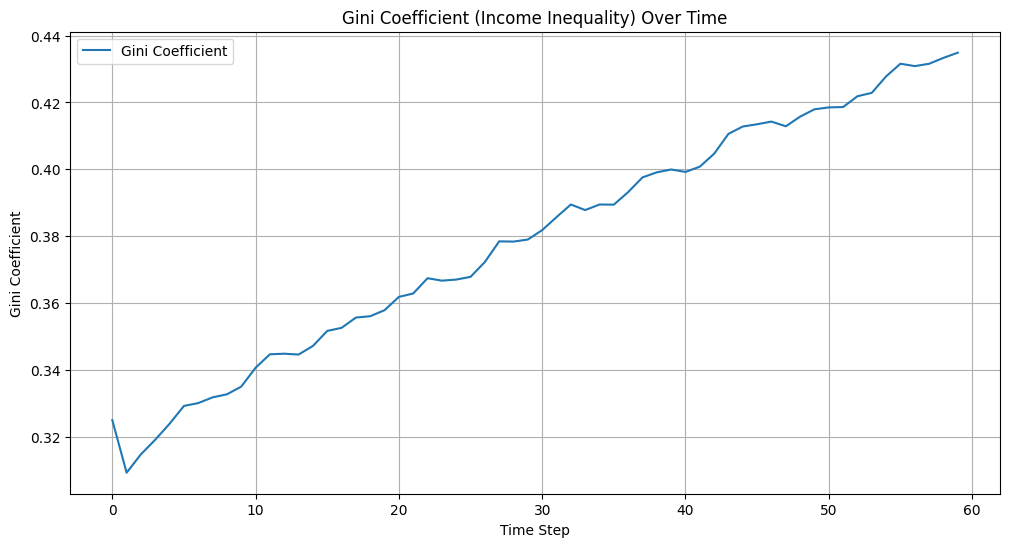 Gini Coefficient (Income Inequality) Over Time
Gini Coefficient
0.44
0.42
0.40
0.38
0.36
0.34
0.32
Gini Coefficient
0 10 20 30 40 50 60
Time Step